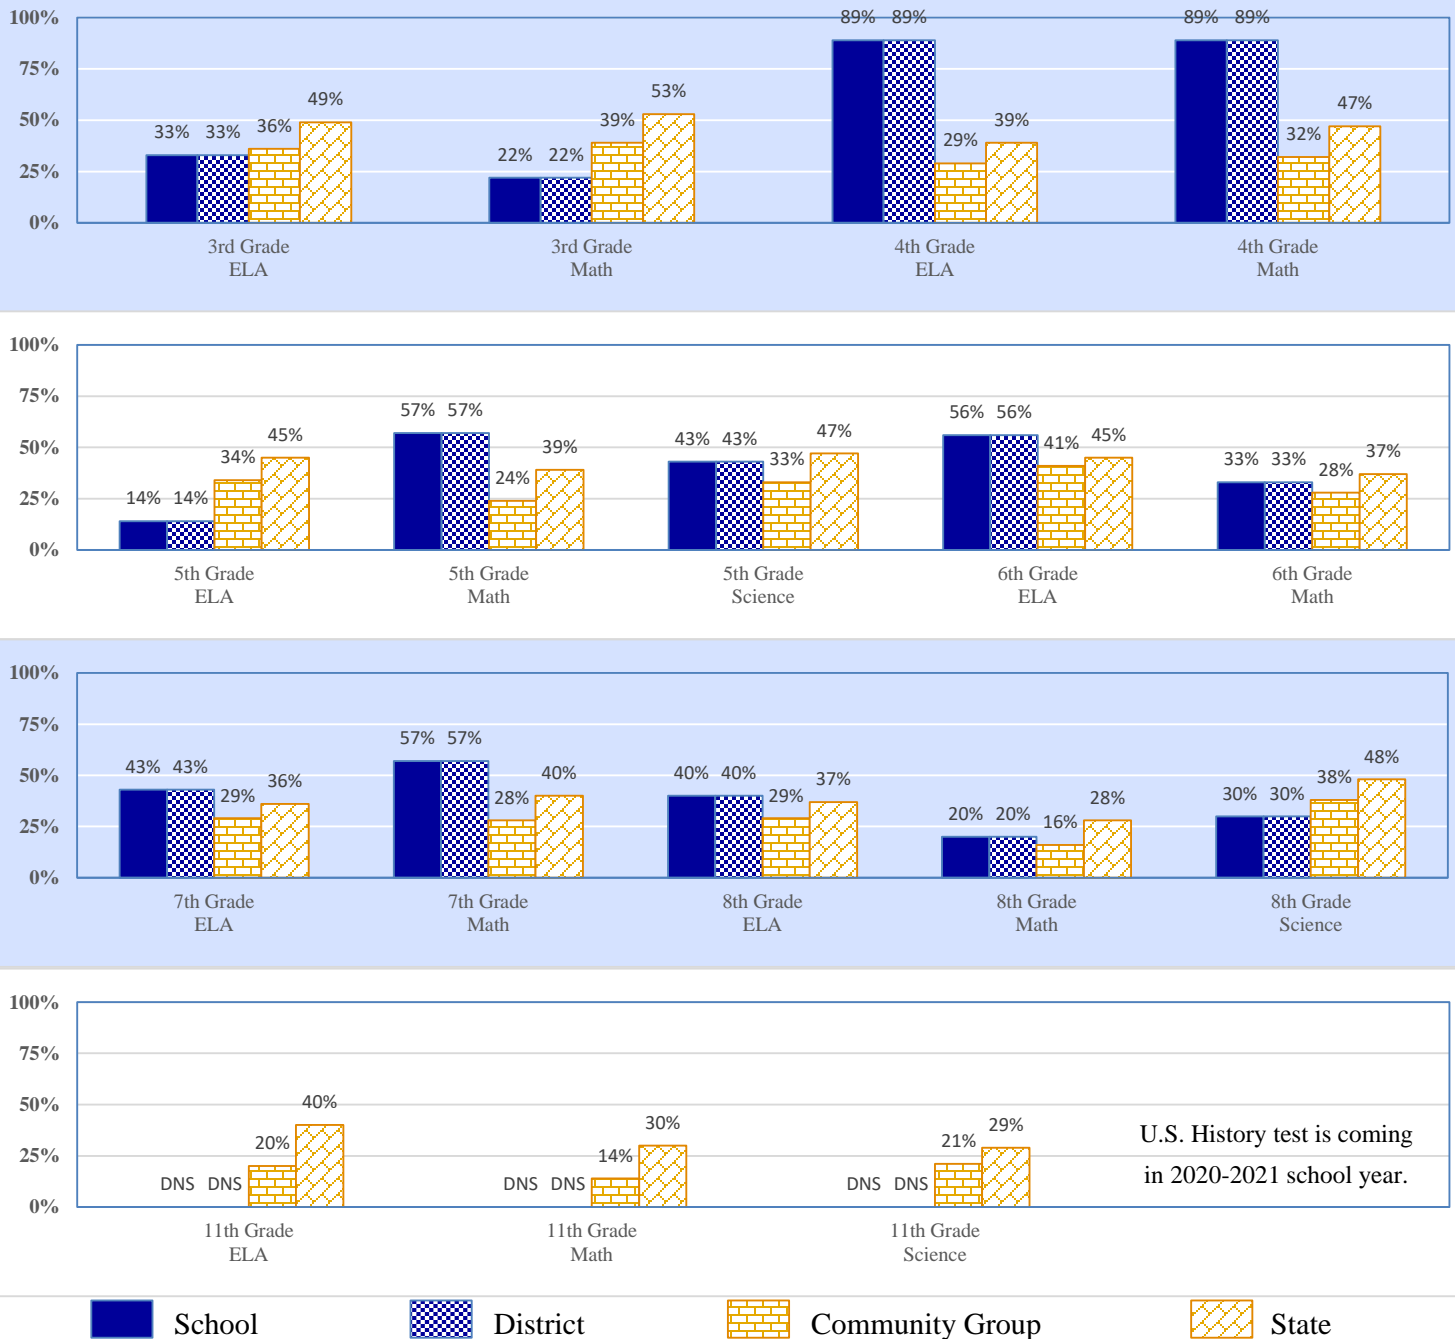 100%
75%
50%
25%
0%
33% 33% 36% 49%
22% 22% 39% 53%
89% 89% 29% 39%
89% 89% 32% 47%
3rd Grade
ELA
3rd Grade
Math
4th Grade
ELA
4th Grade
Math
100%
75%
50%
25%
0%
14% 14% 34% 45%
57% 57% 24% 39%
43% 43% 33% 47%
56% 56% 41% 45%
33% 33% 28% 37%
5th Grade
ELA
5th Grade
Math
5th Grade
Science
6th Grade
ELA
6th Grade
Math
100%
75%
50%
25%
0%
43% 43% 29% 36%
57% 57% 28% 40%
40% 40% 29% 37%
20% 20% 16% 28%
30% 30% 38% 48%
7th Grade
ELA
7th Grade
Math
8th Grade
ELA
8th Grade
Math
8th Grade
Science
100%
75%
50%
25%
0%
DNS DNS 20% 40%
DNS DNS 14% 30%
DNS DNS 21% 29%
U.S. History test is coming
in 2020-2021 school year.
11th Grade
ELA
11th Grade
Math
11th Grade
Science
School District Community Group State